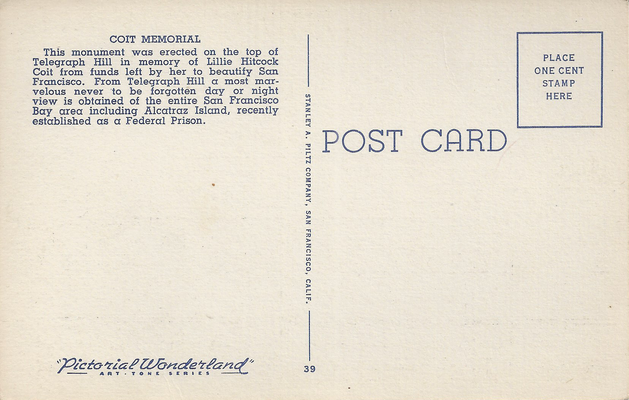 COIT MEMORIAL
This monument was erected on the top of
Telegraph Hill in memory of Lillie Hitcock
Coit from funds left by her to beautify San
Francisco. From Telegraph Hill a most mar-
velous never to be forgotten day or night
view is obtained of the entire San Francisco
Bay area including Alcatraz Island, recently
established as a Federal Prison.
"Pictorial Wonderland"
ART-TONE SERIES
STANLEY A. PILTZ COMPANY, SAN FRANCISCO, CALIF.
39
POST CARD
PLACE
ONE CENT
STAMP
HERE